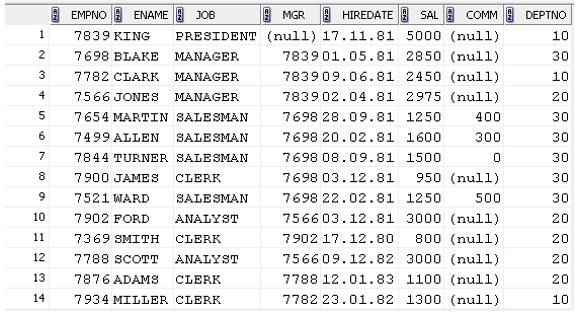 EMPNO ENAME JOB MGR HIREDATE SAL COMM DEPTNO
1 7839 KING PRESIDENT (null) 17.11.81 5000 (null) 10
2 7698 BLAKE MANAGER 7839 01.05.81 2850 (null) 30
3 7782 CLARK MANAGER 7839 09.06.81 2450 (null) 10
4 7566 JONES MANAGER 7839 02.04.81 2975 (null) 20
5 7654 MARTIN SALESMAN 7698 28.09.81 1250 400 30
6 7499 ALLEN SALESMAN 7698 20.02.81 1600 300 30
7 7844 TURNER SALESMAN 7698 08.09.81 1500 0 30
8 7900 JAMES CLERK 7698 03.12.81 950 (null) 30
9 7521 WARD SALESMAN 7698 22.02.81 1250 500 30
10 7902 FORD ANALYST 7566 03.12.81 3000 (null) 20
11 7369 SMITH CLERK 7902 17.12.80 800 (null) 20
12 7788 SCOTT ANALYST 7566 09.12.82 3000 (null) 20
13 7876 ADAMS CLERK 7788 12.01.83 1100 (null) 20
14 7934 MILLER CLERK 7782 23.01.82 1300 (null) 10